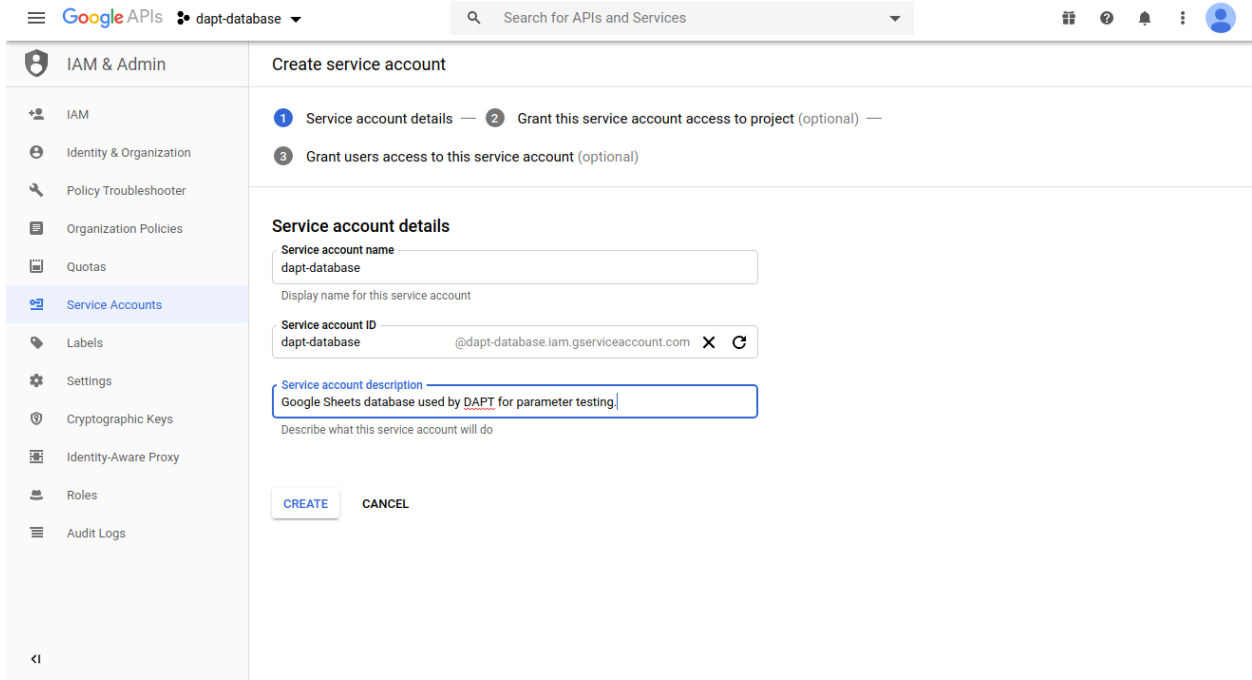 Google APIs dapt-database Search for APIs and Services
IAM & Admin
Create service account
IAM
Identity & Organization
Policy Troubleshooter
Organization Policies
Quotas
Service Accounts
Labels
Settings
Cryptographic Keys
Identity-Aware Proxy
Roles
Audit Logs
1 Service account details — 2 Grant this service account access to project (optional) —
3 Grant users access to this service account (optional)
Service account details
Service account name
dapt-database
Display name for this service account
Service account ID
dapt-database @dapt-database.iam.gserviceaccount.com
Service account description
Google Sheets database used by DAPT for parameter testing.
Describe what this service account will do
CREATE CANCEL